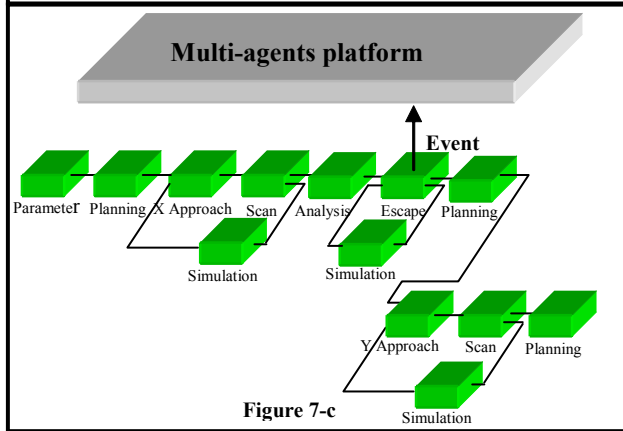 Multi-agents platform
Event
Parameter Planning X Approach Scan Analysis Escape Planning
Simulation Simulation
Y Approach Scan Planning
Simulation
Figure 7-c